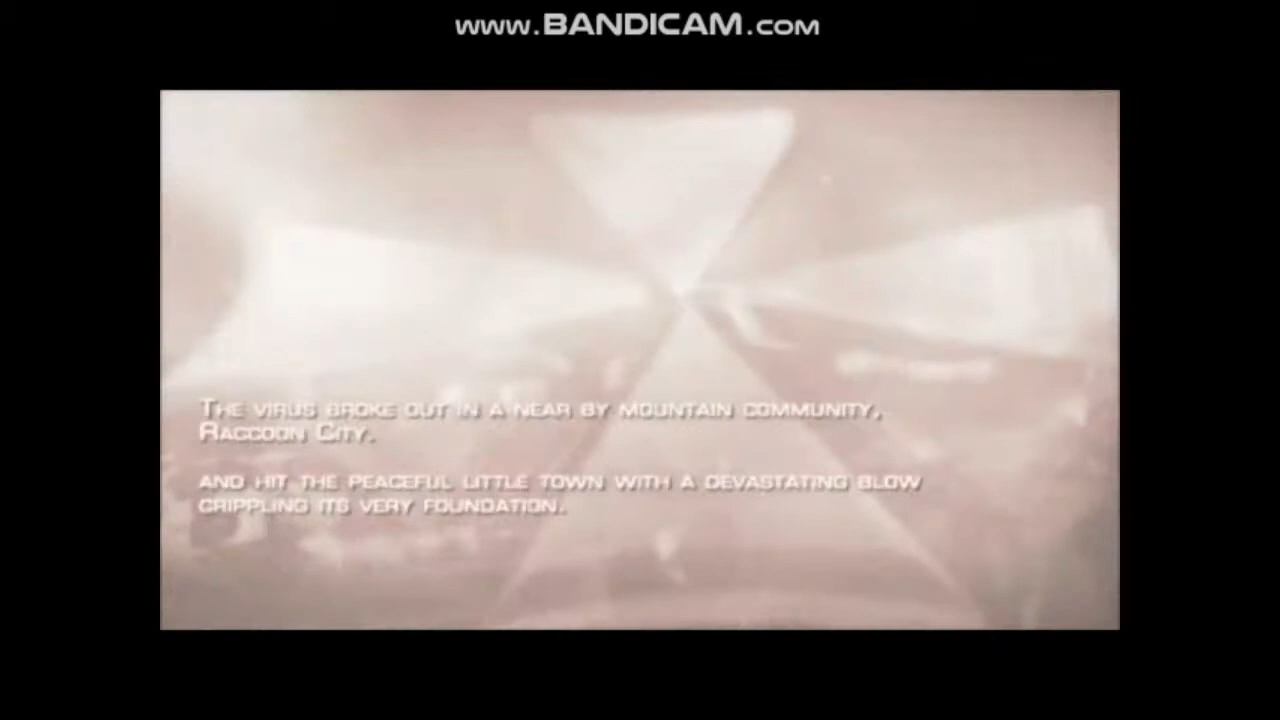 www.BANDICAM.com
The virus broke out in a near by mountain community,
Raccoon City.
and hit the peaceful little town with a devastating blow
crippling its very foundation.